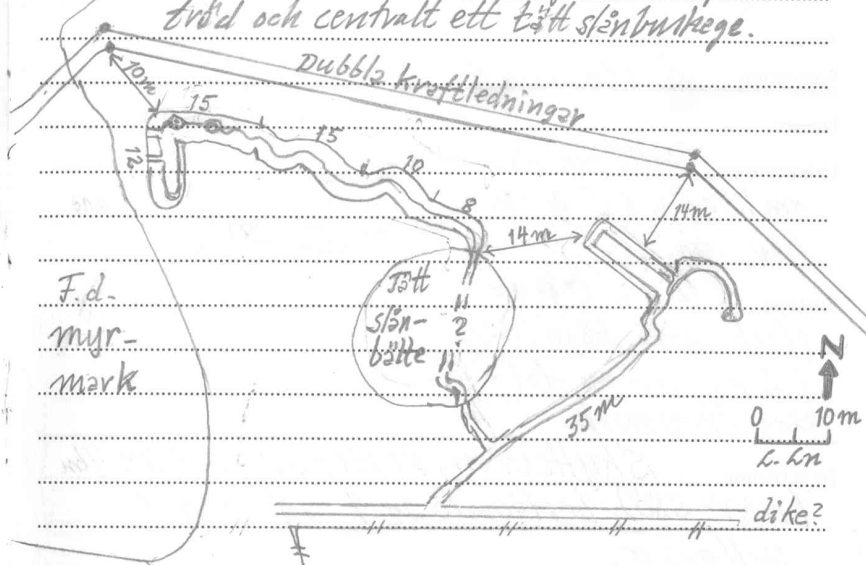 träd och centralt ett tätt slånbuskage.
Dubbla kraftledningar
10m
15
15
12
10
8
14m
14m
Tätt
slån-
bälte
2
F.d.
myr-
mark
35m
N
0 10m
L. Ln
dike?